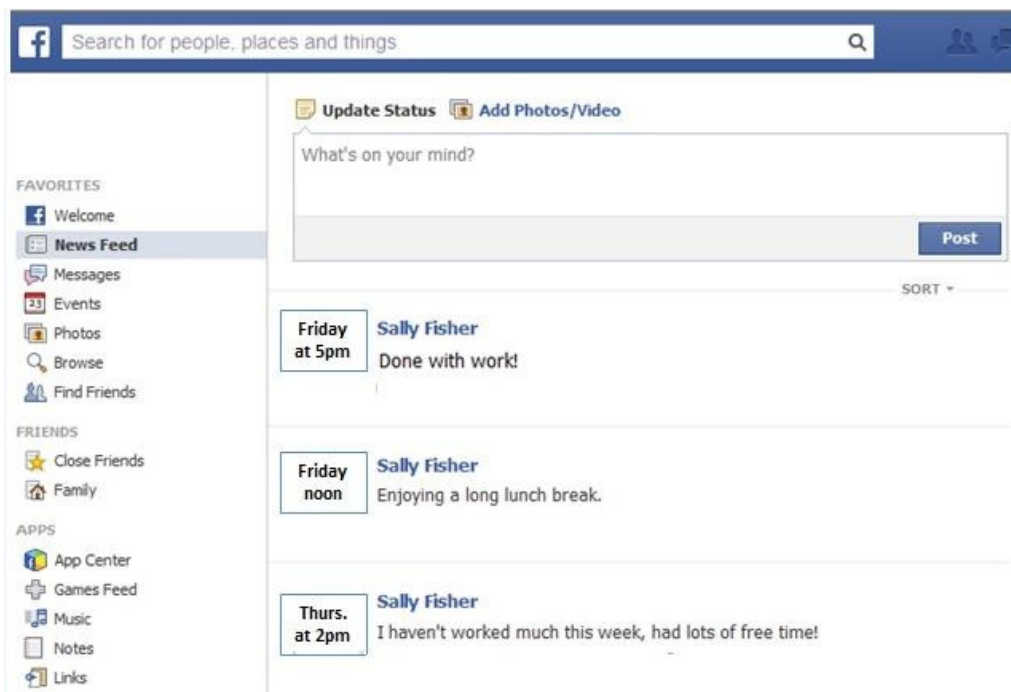 f Search for people, places and things
Update Status Add Photos/Video
What's on your mind?
Post
SORT
FAVORITES
Welcome
News Feed
Messages
23 Events
Photos
Browse
Find Friends
FRIENDS
Close Friends
Family
APPS
App Center
Games Feed
Music
Notes
Links
Friday
at 5pm
Sally Fisher
Done with work!
Friday
noon
Sally Fisher
Enjoying a long lunch break.
Thurs.
at 2pm
Sally Fisher
I haven't worked much this week, had lots of free time!